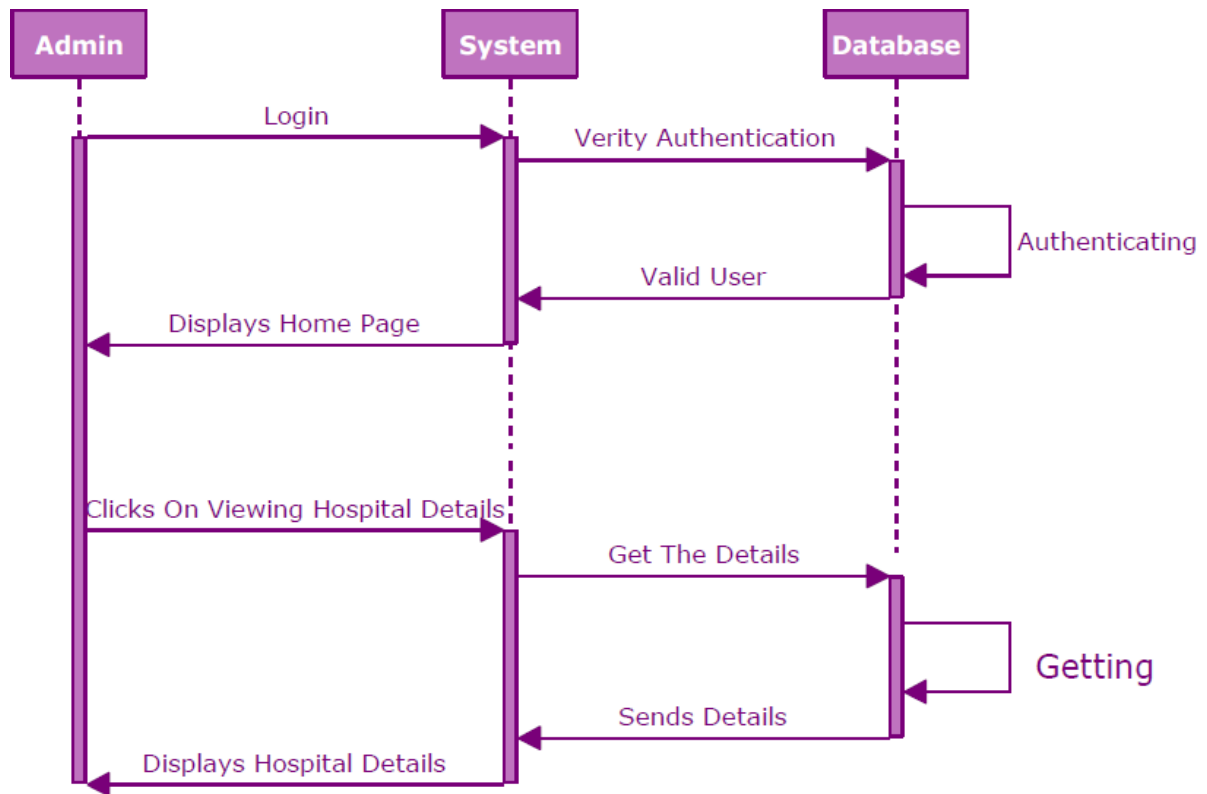 Admin
System
Database
Login
Verity Authentication
Authenticating
Valid User
Displays Home Page
Clicks On Viewing Hospital Details
Get The Details
Getting
Sends Details
Displays Hospital Details